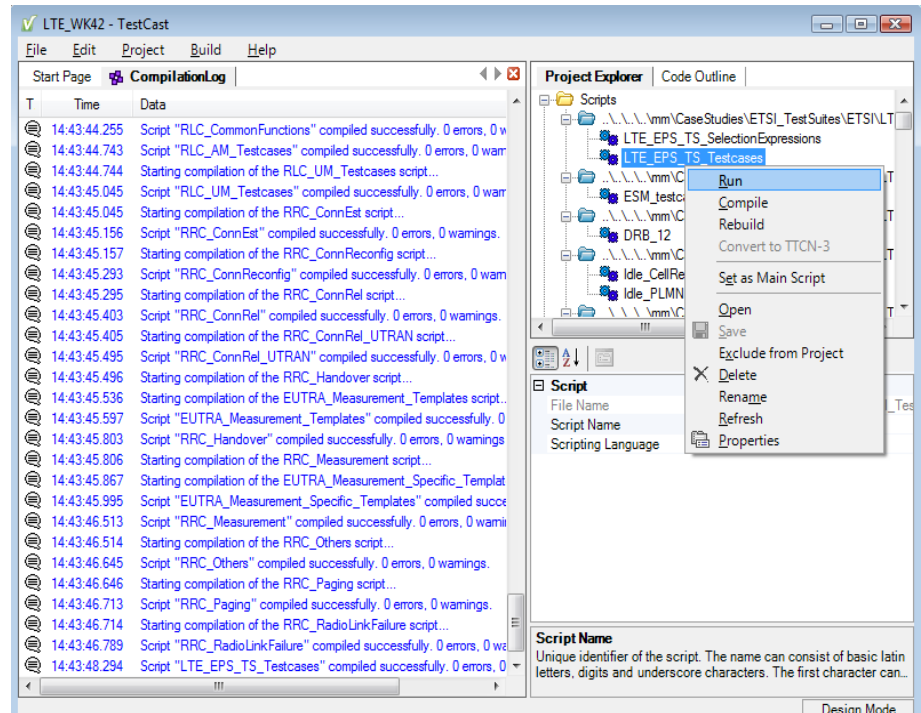 LTE_WK42 - TestCast
File Edit Project Build Help
Start Page CompilationLog
T Time Data
14:43:44.255 Script "RLC_CommonFunctions" compiled successfully. 0 errors, 0 w
14:43:44.743 Script "RLC_AM_Testcases" compiled successfully. 0 errors, 0 warr
14:43:44.744 Starting compilation of the RLC_UM_Testcases script...
14:43:45.045 Script "RLC_UM_Testcases" compiled successfully. 0 errors, 0 warr
14:43:45.045 Starting compilation of the RRC_ConnEst script...
14:43:45.156 Script "RRC_ConnEst" compiled successfully. 0 errors, 0 warnings.
14:43:45.157 Starting compilation of the RRC_ConnReconfig script...
14:43:45.293 Script "RRC_ConnReconfig" compiled successfully. 0 errors, 0 warn
14:43:45.295 Starting compilation of the RRC_ConnRel script...
14:43:45.403 Script "RRC_ConnRel" compiled successfully. 0 errors, 0 warnings.
14:43:45.405 Starting compilation of the RRC_ConnRel_UTRAN script...
14:43:45.495 Script "RRC_ConnRel_UTRAN" compiled successfully. 0 errors, 0 w
14:43:45.496 Starting compilation of the RRC_Handover script...
14:43:45.536 Starting compilation of the EUTRA_Measurement_Templates script..
14:43:45.597 Script "EUTRA_Measurement_Templates" compiled successfully. 0
14:43:45.803 Script "RRC_Handover" compiled successfully. 0 errors, 0 warnings
14:43:45.806 Starting compilation of the RRC_Measurement script...
14:43:45.867 Starting compilation of the EUTRA_Measurement_Specific_Templat
14:43:45.995 Script "EUTRA_Measurement_Specific_Templates" compiled succe
14:43:46.513 Script "RRC_Measurement" compiled successfully. 0 errors, 0 warni
14:43:46.514 Starting compilation of the RRC_Others script...
14:43:46.645 Script "RRC_Others" compiled successfully. 0 errors, 0 warnings.
14:43:46.646 Starting compilation of the RRC_Paging script...
14:43:46.713 Script "RRC_Paging" compiled successfully. 0 errors, 0 warnings.
14:43:46.714 Starting compilation of the RRC_RadioLinkFailure script...
14:43:46.789 Script "RRC_RadioLinkFailure" compiled successfully. 0 errors, 0 wa
14:43:48.294 Script "LTE_EPS_TS_Testcases" compiled successfully. 0 errors, 0
Project Explorer Code Outline
Scripts
..\..\..\..\mm\CaseStudies\ETSI_TestSuites\ETSI\LT
LTE_EPS_TS_SelectionExpressions
LTE_EPS_TS_Testcases
..\..\..\..\mm\C
ESM_testca
..\..\..\..\mm\C
DRB_12
..\..\..\..\mm\C
Idle_CellRe
Idle_PLMN
Run
Compile
Rebuild
Convert to TTCN-3
Set as Main Script
Open
Save
Exclude from Project
Delete
Rename
Refresh
Properties
Script
File Name I_Tes
Script Name
Scripting Language
Script Name
Unique identifier of the script. The name can consist of basic latin
letters, digits and underscore characters. The first character can...
Design Mode